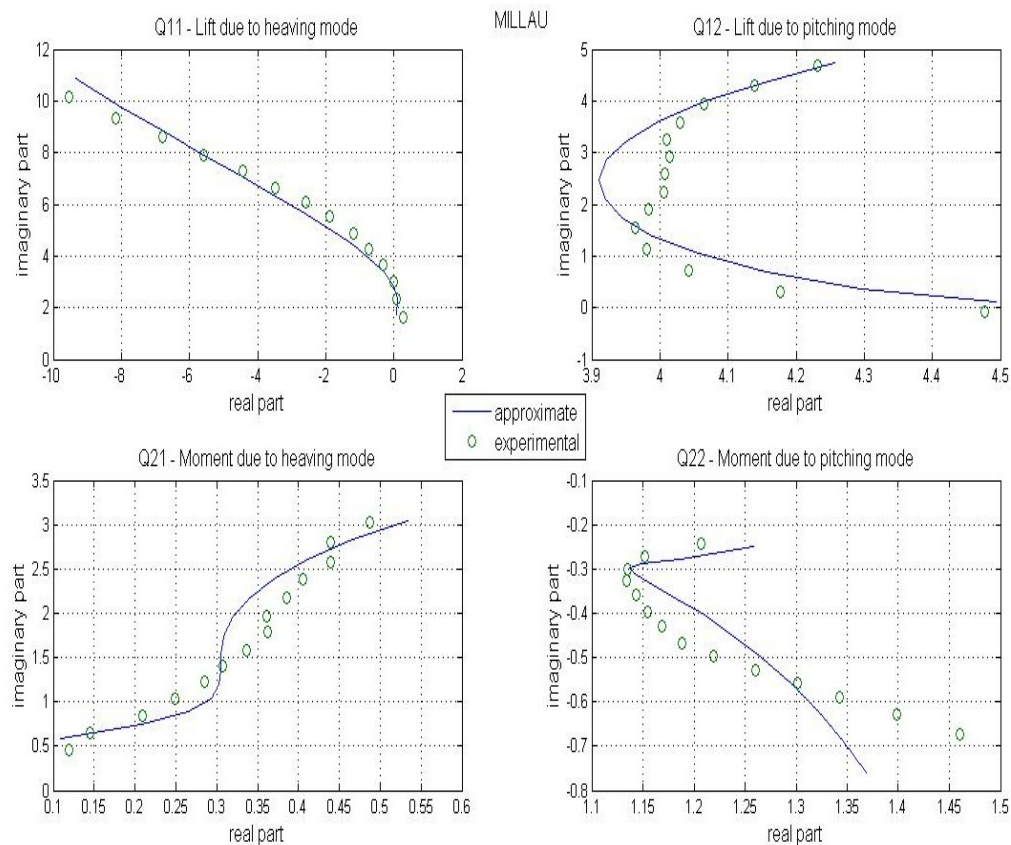 MILLAU
Q11 - Lift due to heaving mode
12
10
8
6
4
2
0
imaginary part
-10 -8 -6 -4 -2 0 2
real part
Q12 - Lift due to pitching mode
5
4
3
2
1
0
-1
imaginary part
3.9 4 4.1 4.2 4.3 4.4 4.5
real part
approximate
experimental
Q21 - Moment due to heaving mode
3.5
3
2.5
2
1.5
1
0.5
0
imaginary part
0.1 0.15 0.2 0.25 0.3 0.35 0.4 0.45 0.5 0.55 0.6
real part
Q22 - Moment due to pitching mode
-0.1
-0.2
-0.3
-0.4
-0.5
-0.6
-0.7
-0.8
imaginary part
1.1 1.15 1.2 1.25 1.3 1.35 1.4 1.45 1.5
real part